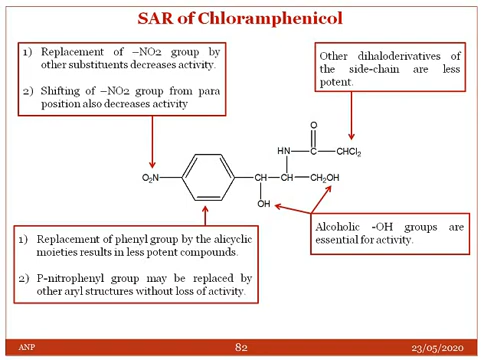 SAR of Chloramphenicol
1) Replacement of –NO2 group by
other substituents decreases activity.
2) Shifting of –NO2 group from para
position also decreases activity
Other dihaloderivatives of
the side-chain are less
potent.
O
HN
C
CHCl2
O2N
CH
CH
CH2OH
OH
1) Replacement of phenyl group by the alicyclic
moieties results in less potent compounds.
2) P-nitrophenyl group may be replaced by
other aryl structures without loss of activity.
Alcoholic -OH groups are
essential for activity.
ANP
82
23/05/2020